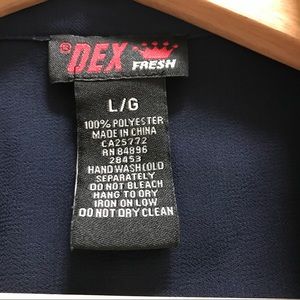 ® DEX
FRESH
L/G
100% POLYESTER
MADE IN CHINA
CA25772
RN 84896
28453
HAND WASH COLD
SEPARATELY
DO NOT BLEACH
HANG TO DRY
IRON ON LOW
DO NOT DRY CLEAN